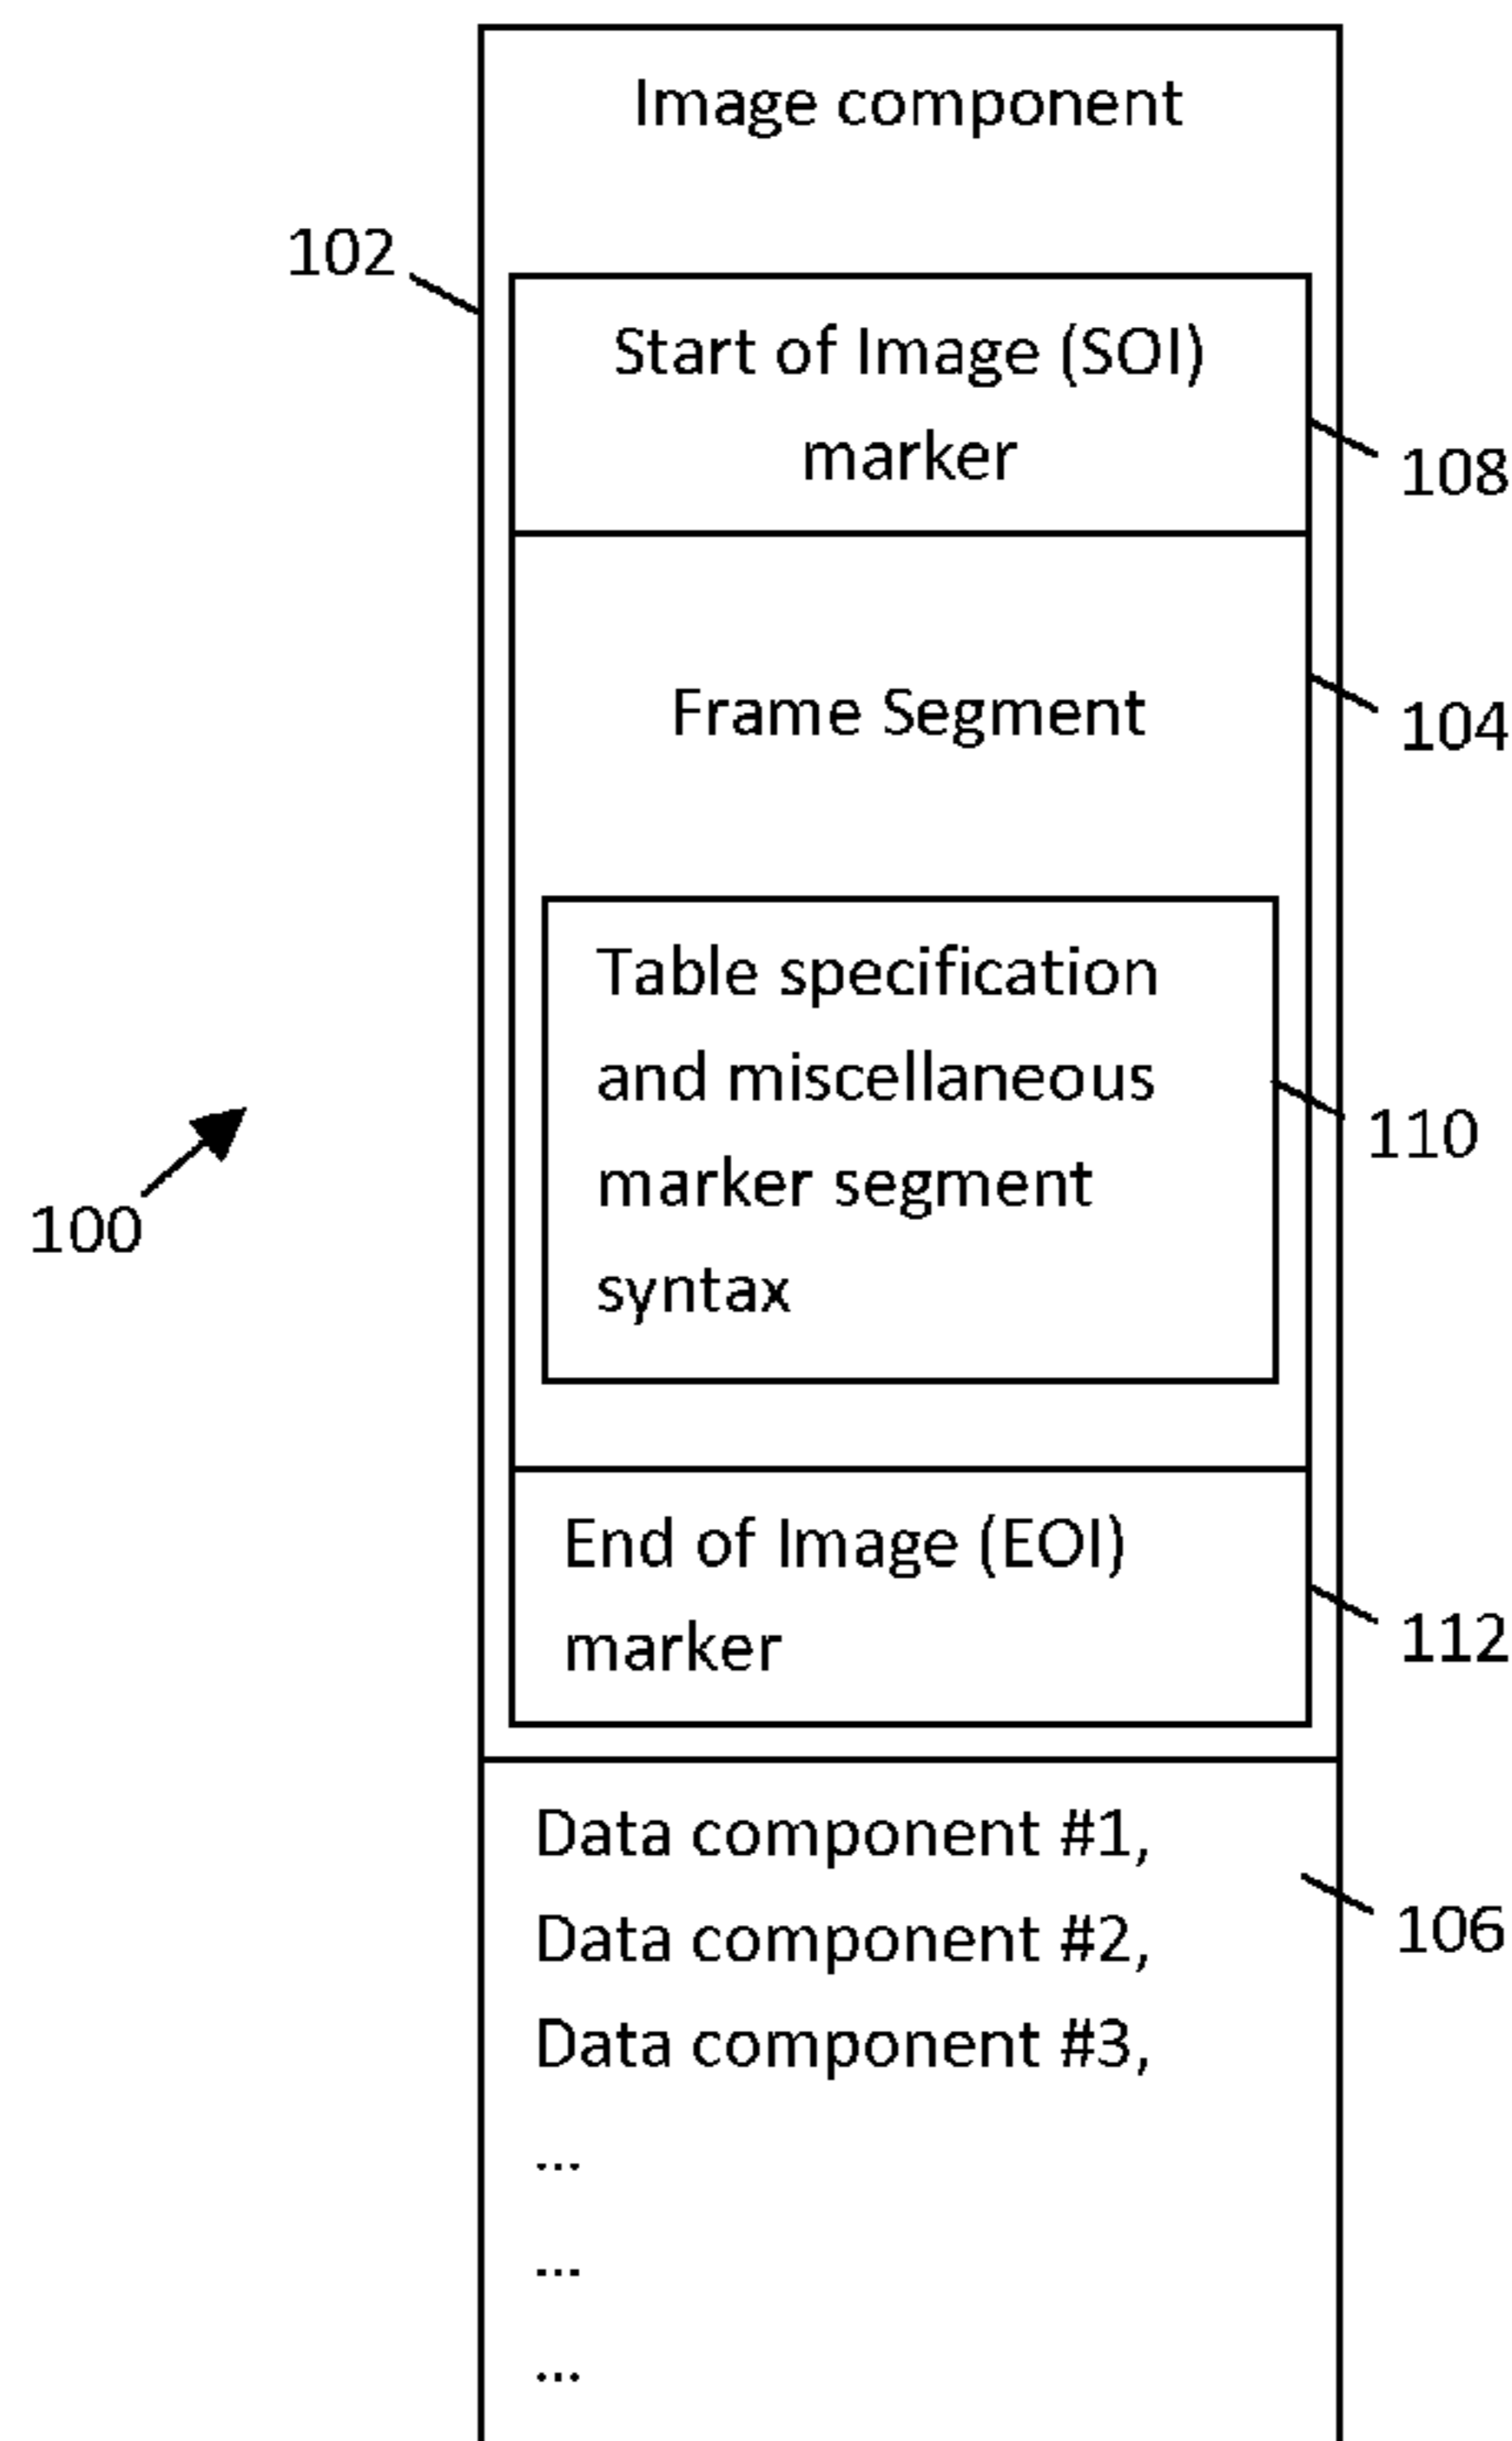 Image component
102
Start of Image (SOI)
marker
108
Frame Segment
104
Table specification
and miscellaneous
marker segment
syntax
110
100
End of Image (EOI)
marker
112
Data component #1,
106
Data component #2,
Data component #3,
...
...
...